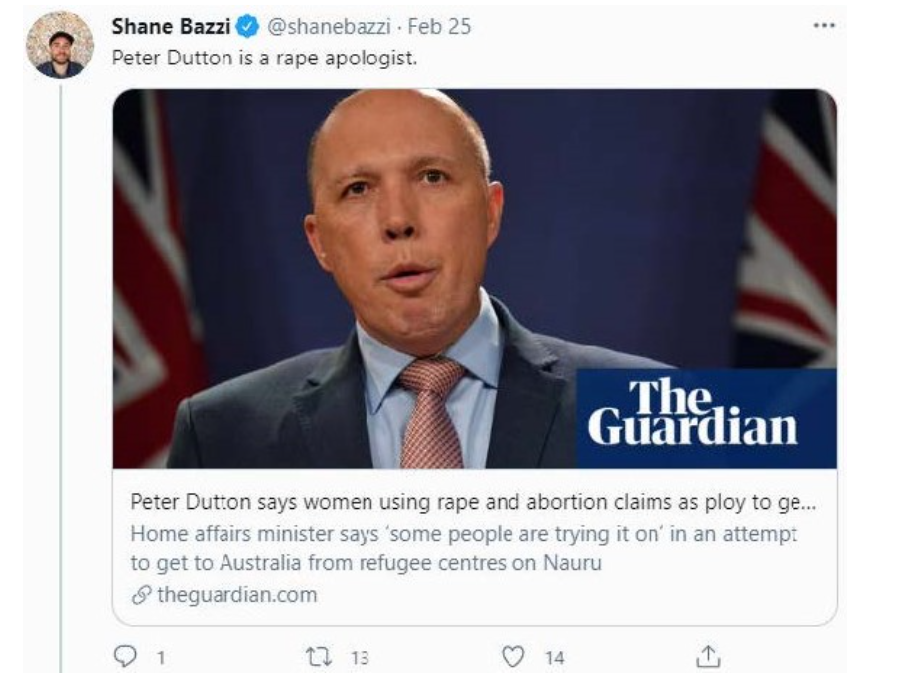 Shane Bazzi @shanebazzi · Feb 25
Peter Dutton is a rape apologist.
The
Guardian
Peter Dutton says women using rape and abortion claims as ploy to ge...
Home affairs minister says 'some people are trying it on' in an attempt
to get to Australia from refugee centres on Nauru
theguardian.com
1 13 14